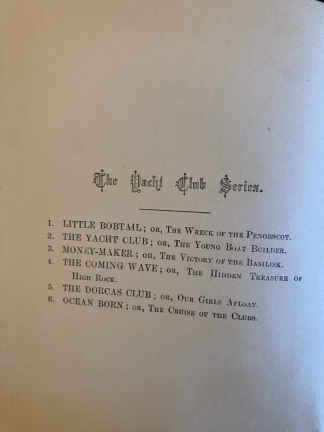 The Yacht Club Series.
1. LITTLE BOBTAIL; OR, THE WRECK OF THE PENOBSCOT.
2. THE YACHT CLUB; OR, THE YOUNG BOAT BUILDER.
3. MONEY-MAKER; OR, THE VICTORY OF THE BASILISK.
4. THE COMING WAVE; OR, THE HIDDEN TREASURE OF
HIGH ROCK.
5. THE DORCAS CLUB; OR, OUR GIRLS AFLOAT.
6. OCEAN BORN; OR, THE CRUISE OF THE CLUBS.